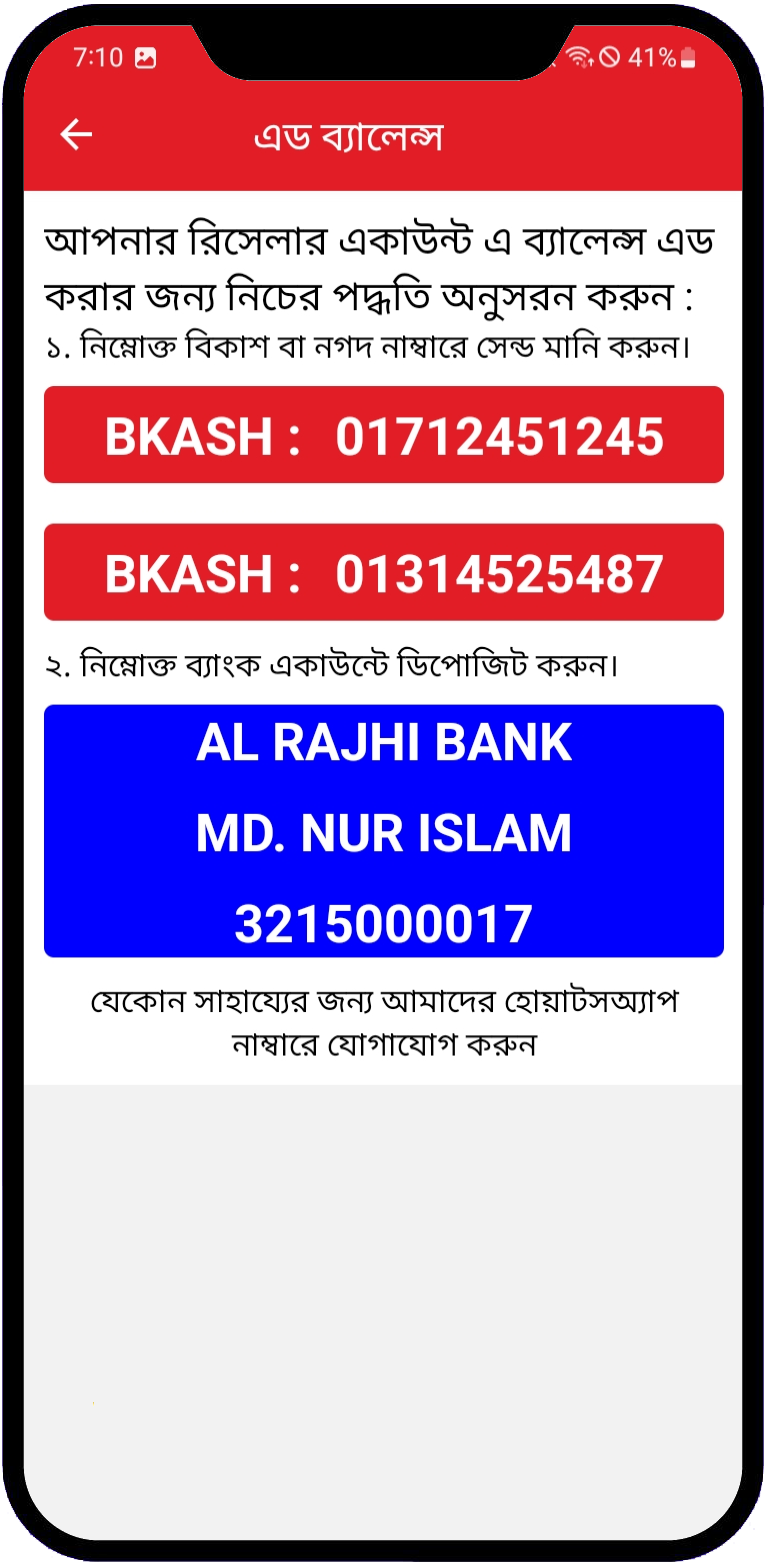 7:10 41%
এড ব্যালেন্স
আপনার রিসেলার একাউন্ট এ ব্যালেন্স এড
করার জন্য নিচের পদ্ধতি অনুসরন করুন :
১. নিম্নোক্ত বিকাশ বা নগদ নাম্বারে সেন্ড মানি করুন।
BKASH : 01712451245
BKASH : 01314525487
২. নিম্নোক্ত ব্যাংক একাউন্টে ডিপোজিট করুন।
AL RAJHI BANK
MD. NUR ISLAM
3215000017
যেকোন সাহায্যের জন্য আমাদের হোয়াটসঅ্যাপ
নাম্বারে যোগাযোগ করুন